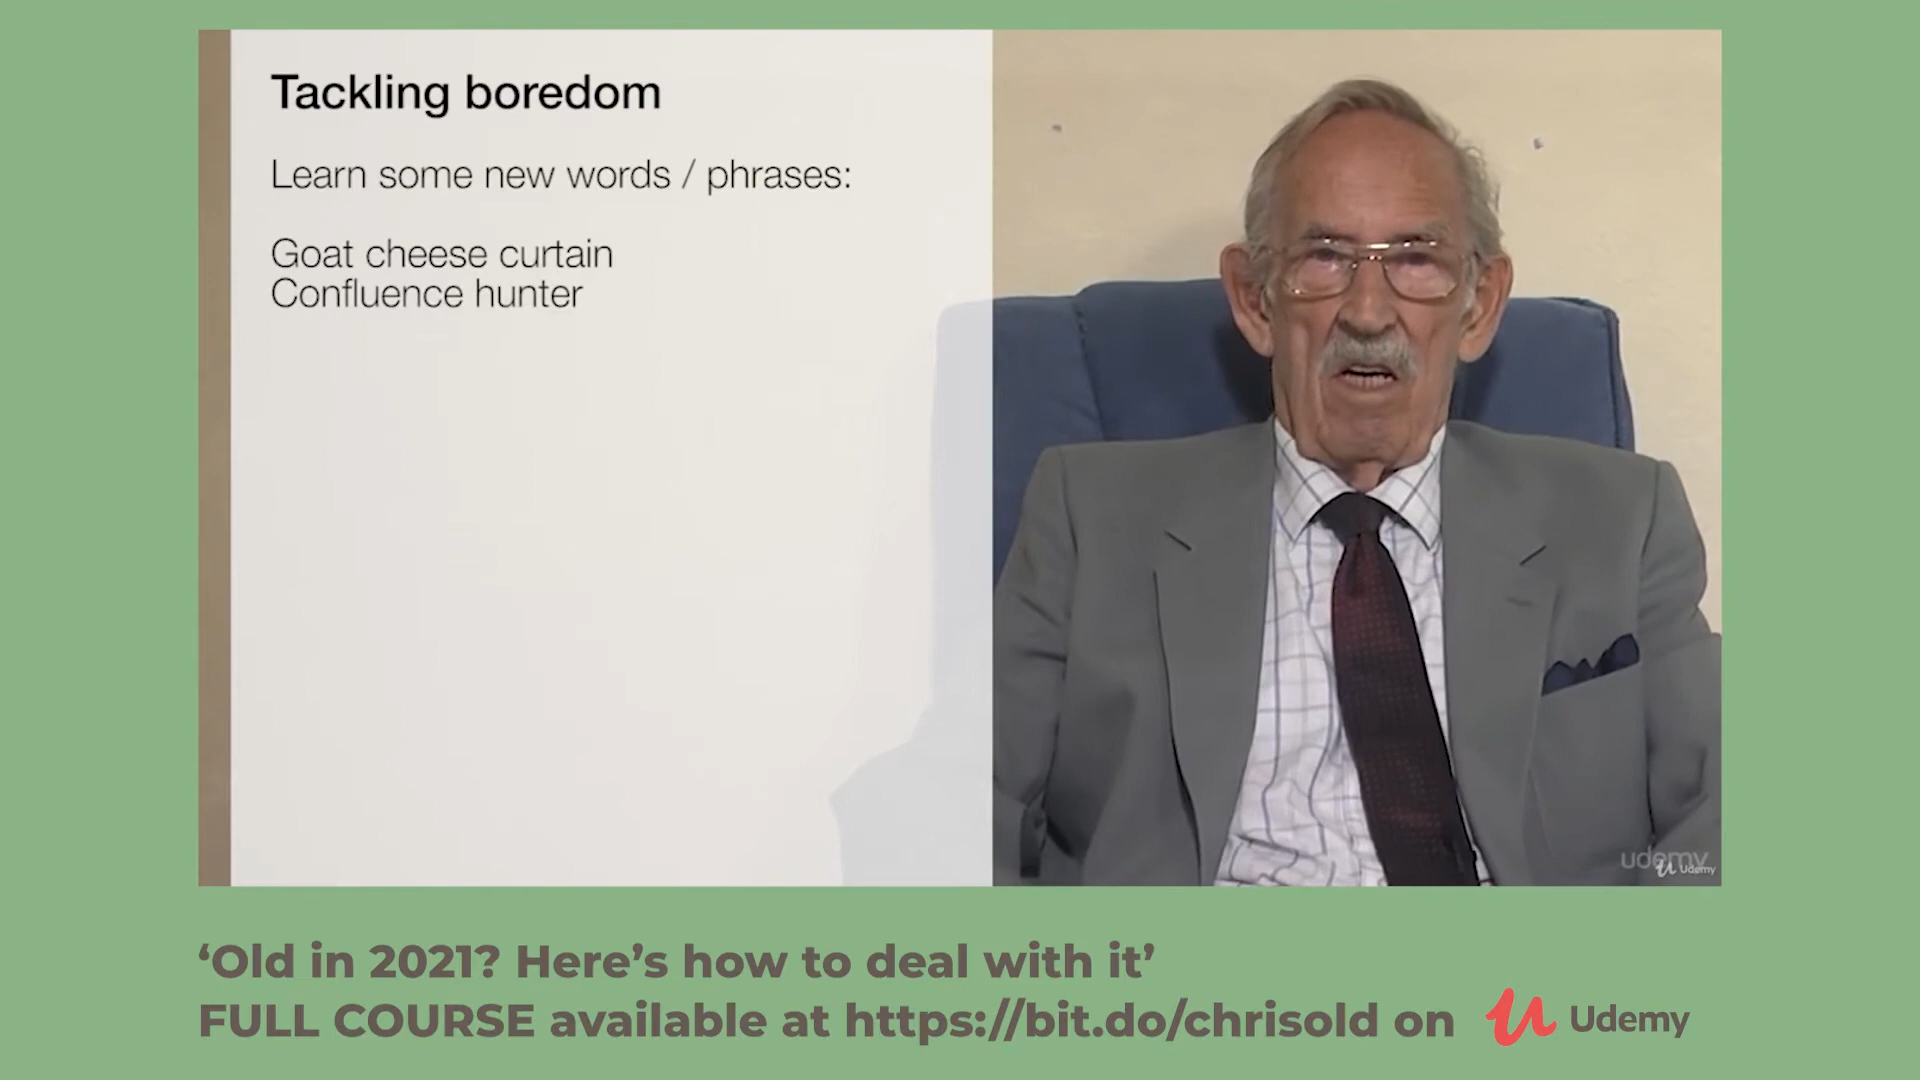 Tackling boredom
Learn some new words / phrases:
Goat cheese curtain
Confluence hunter
udemy
Udemy
‘Old in 2021? Here’s how to deal with it’
FULL COURSE available at https://bit.do/chrisold on Udemy